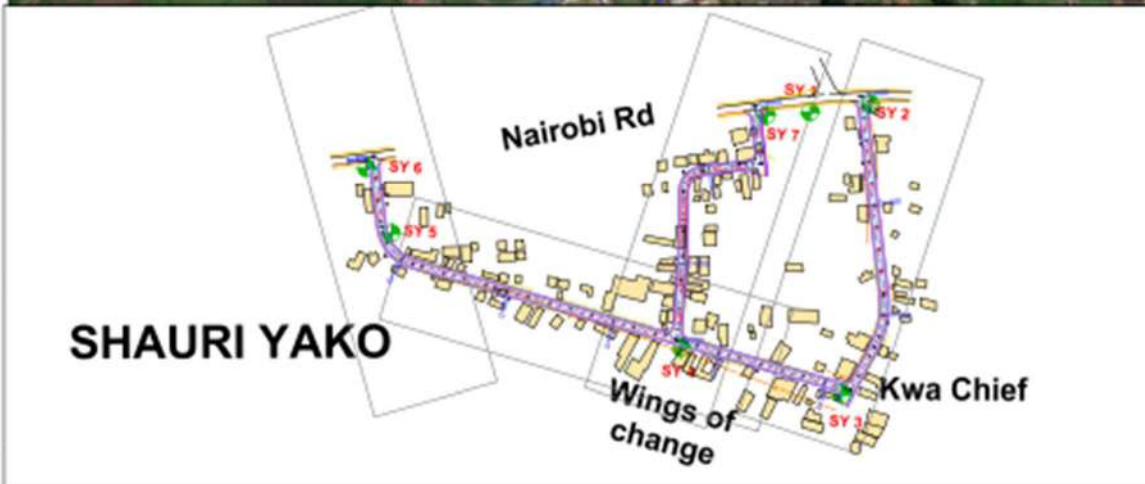 Nairobi Rd
SY 2
SY 7
SY 6
SY 5
SHAURI YAKO
Kwa Chief
Wings of
change
SY 3